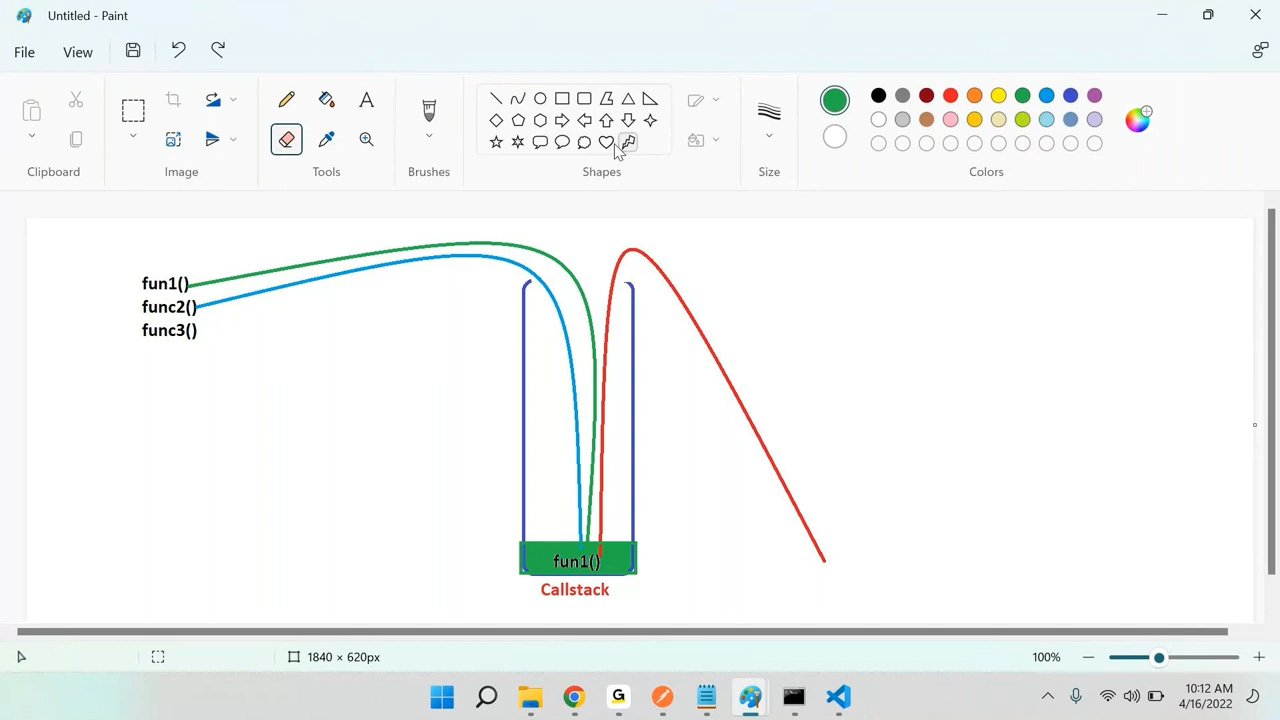 Untitled - Paint
File
View
Clipboard
Image
Tools
Brushes
Shapes
Size
Colors
fun1()
func2()
func3()
fun1()
Callstack
1840 × 620px
100%
10:12 AM
4/16/2022